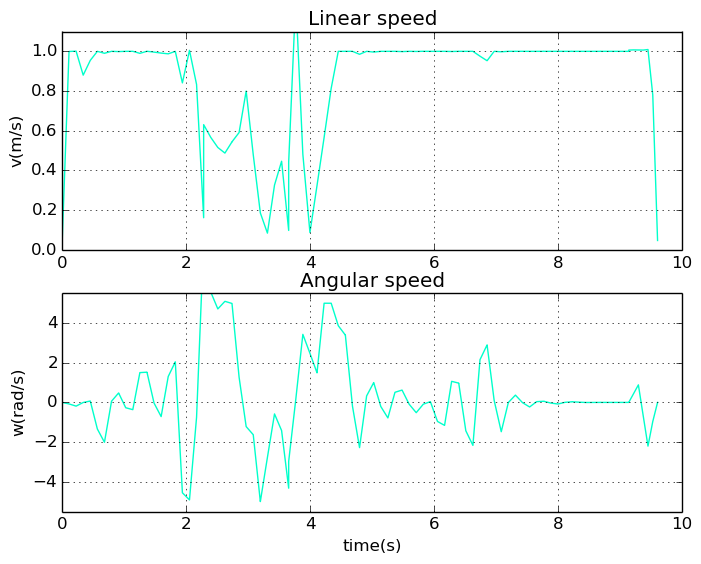 Linear speed
1.0
0.8
0.6
0.4
0.2
0.0
v(m/s)
0 2 4 6 8 10
Angular speed
4
2
0
−2
−4
w(rad/s)
0 2 4 6 8 10
time(s)